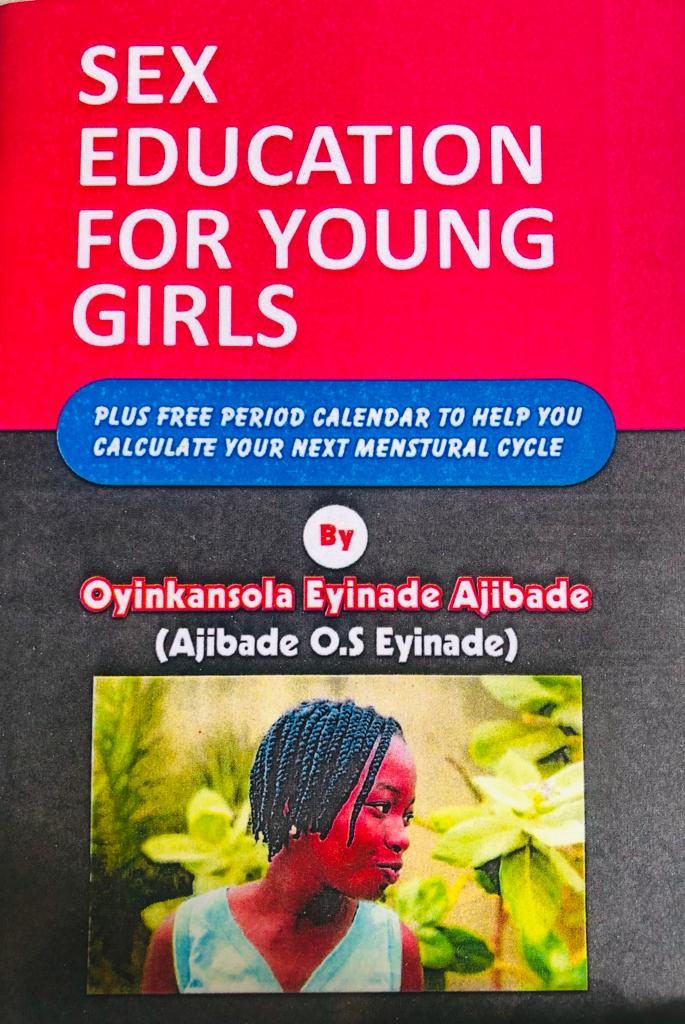 SEX
EDUCATION
FOR YOUNG
GIRLS
PLUS FREE PERIOD CALENDAR TO HELP YOU
CALCULATE YOUR NEXT MENSTURAL CYCLE
By
Oyinkansola Eyinade Ajibade
(Ajibade O.S Eyinade)